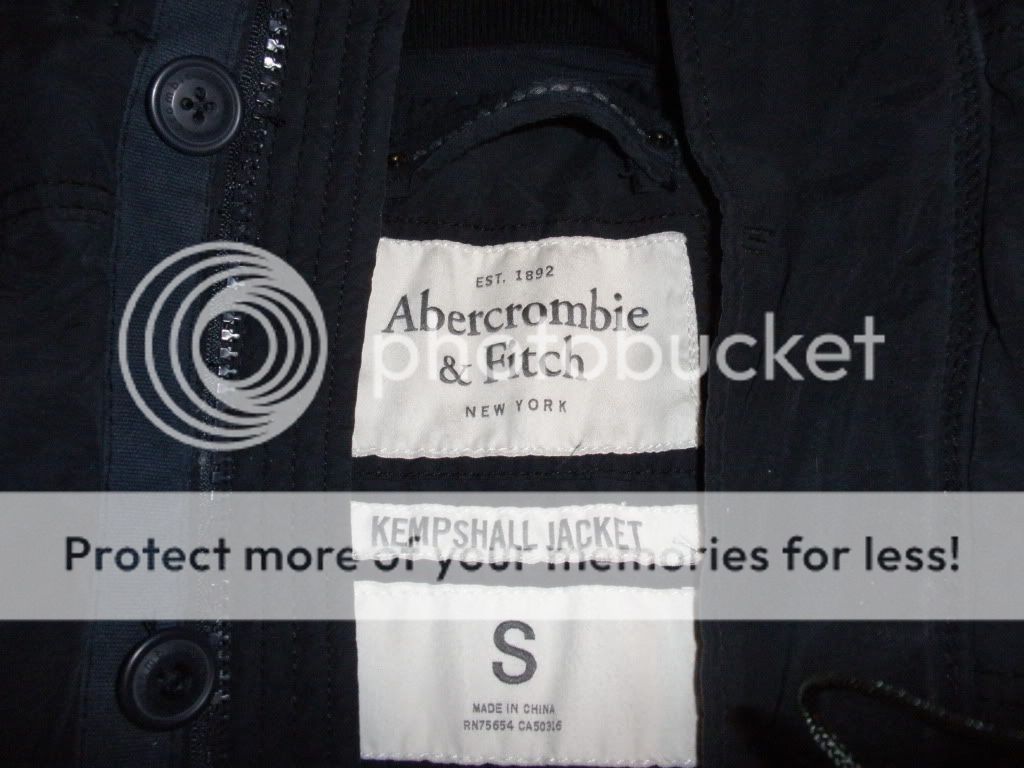 EST. 1892
Abercrombie
& Fitch
NEW YORK
photobucket
KEMPSHALL JACKET
Protect more of your memories for less!
S
MADE IN CHINA
RN75654 CA50316